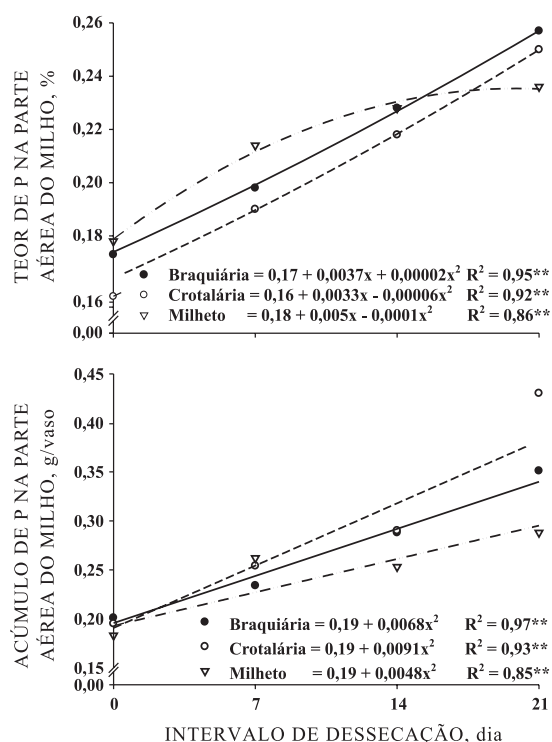 TEOR DE P NA PARTE
AÉREA DO MILHO, %
0,26
0,24
0,22
0,20
0,18
0,16
0,00
Braquiária = 0,17 + 0,0037x + 0,00002x² R² = 0,95**
Crotalária = 0,16 + 0,0033x - 0,00006x² R² = 0,92**
Milheto = 0,18 + 0,005x - 0,0001x² R² = 0,86**
ACÚMULO DE P NA PARTE
AÉREA DO MILHO, g/vaso
0,45
0,40
0,35
0,30
0,25
0,20
0,15
0,00
Braquiária = 0,19 + 0,0068x² R² = 0,97**
Crotalária = 0,19 + 0,0091x² R² = 0,93**
Milheto = 0,19 + 0,0048x² R² = 0,85**
0 7 14 21
INTERVALO DE DESSECAÇÃO, dia